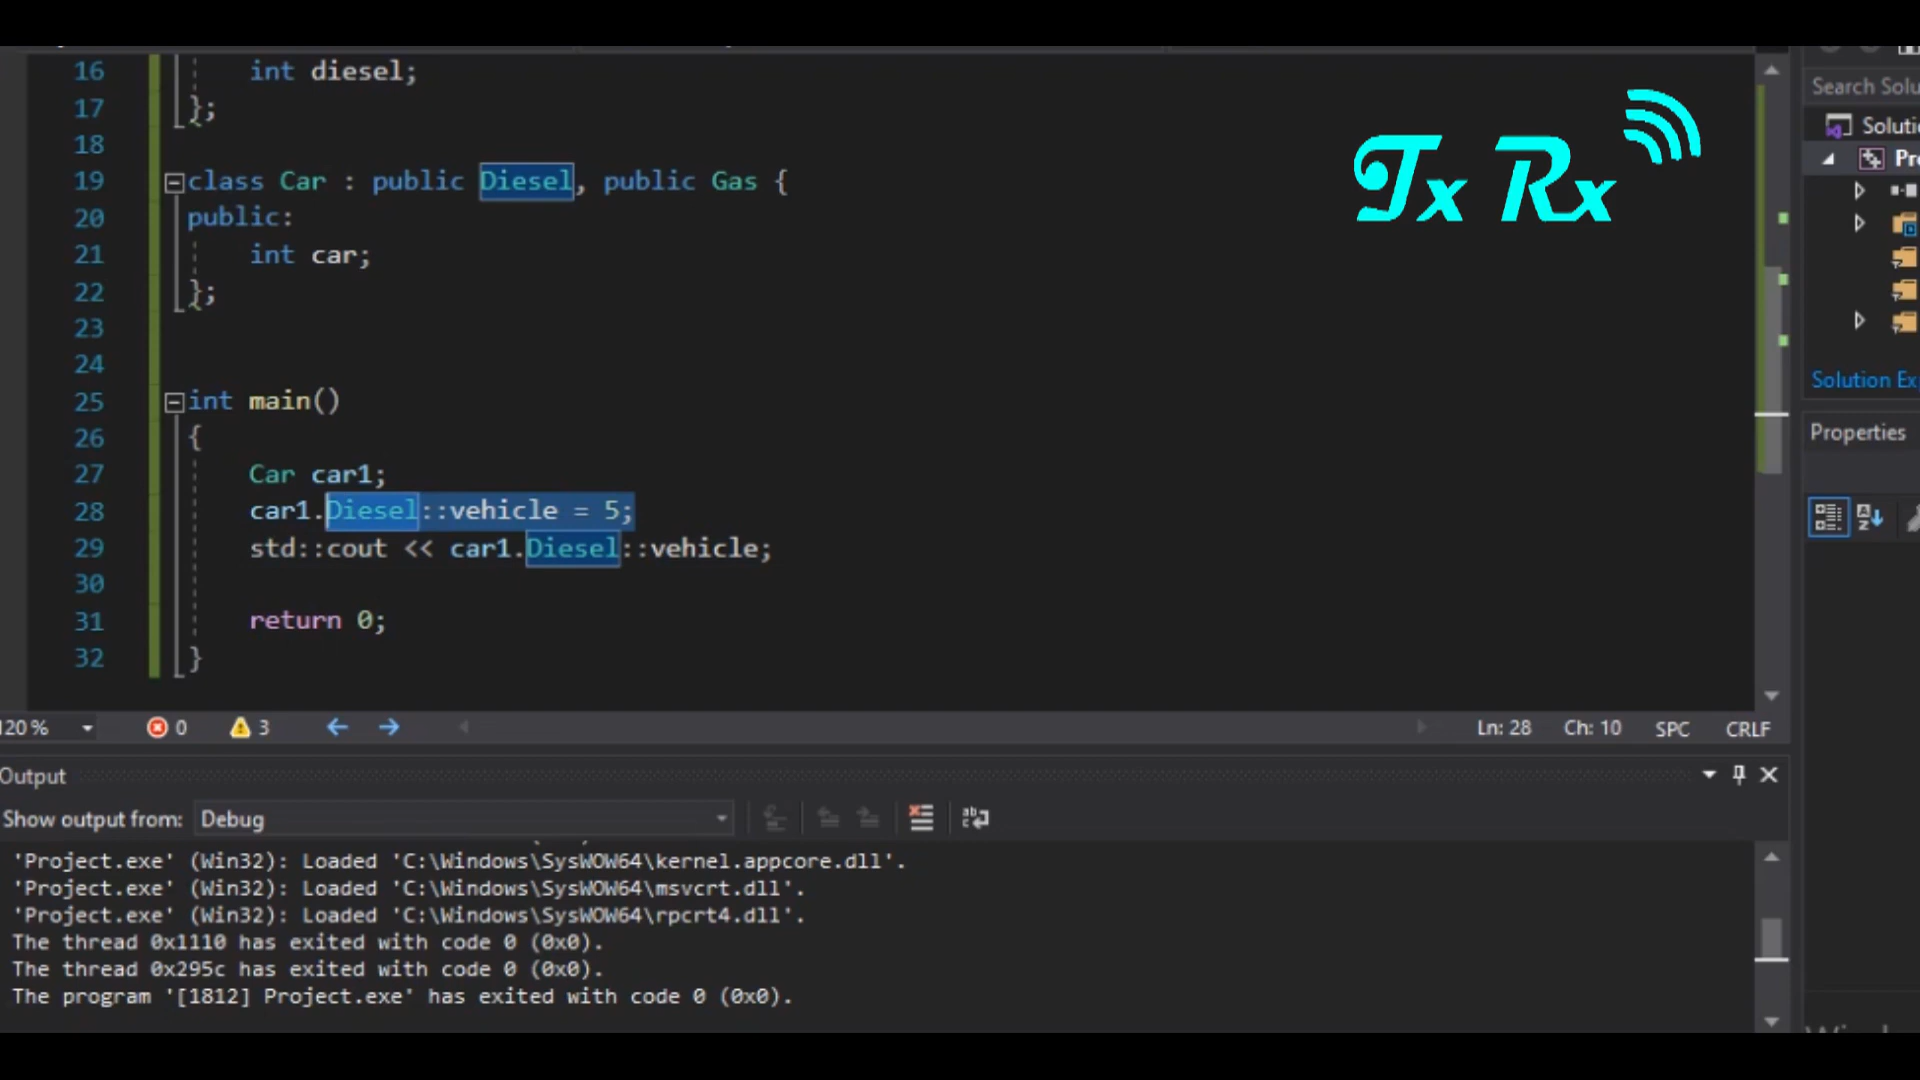 16 int diesel;
17 };
18
19 class Car : public Diesel, public Gas {
20 public:
21 int car;
22 };
23
24
25 int main()
26 {
27 Car car1;
28 car1.Diesel::vehicle = 5;
29 std::cout << car1.Diesel::vehicle;
30
31 return 0;
32 }
Tx Rx
Search Solu
Soluti
Pr
Solution Ex
Properties
120 % 0 3 Ln: 28 Ch: 10 SPC CRLF
Output
Show output from: Debug
'Project.exe' (Win32): Loaded 'C:\Windows\SysWOW64\kernel.appcore.dll'.
'Project.exe' (Win32): Loaded 'C:\Windows\SysWOW64\msvcrt.dll'.
'Project.exe' (Win32): Loaded 'C:\Windows\SysWOW64\rpcrt4.dll'.
The thread 0x1110 has exited with code 0 (0x0).
The thread 0x295c has exited with code 0 (0x0).
The program '[1812] Project.exe' has exited with code 0 (0x0).